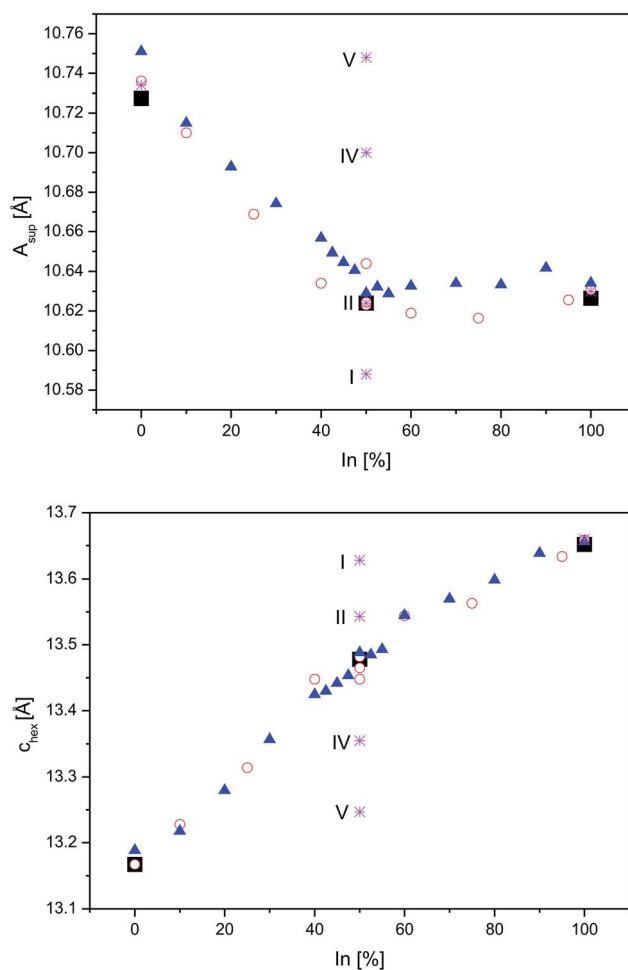 10.76
10.74
10.72
10.70
10.68
10.66
10.64
10.62
10.60
10.58
A_sup [Å]
V
IV
II
I
0 20 40 60 80 100
In [%]
13.7
13.6
13.5
13.4
13.3
13.2
13.1
c_hex [Å]
I
II
IV
V
0 20 40 60 80 100
In [%]